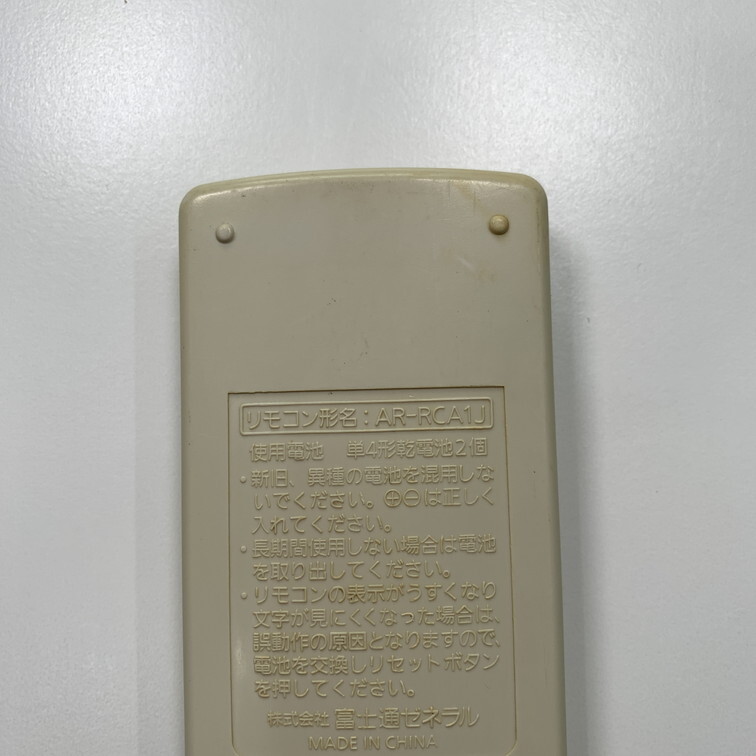 リモコン形名：AR-RCA1J
使用電池　単4形乾電池2個
・新旧、異種の電池を混用しな
いでください。⊕⊖は正しく
入れてください。
・長期間使用しない場合は電池
を取り出してください。
・リモコンの表示がうすくなり
文字が見にくくなった場合は、
誤動作の原因となりますので、
電池を交換しリセットボタン
を押してください。
株式会社 富士通ゼネラル
MADE IN CHINA